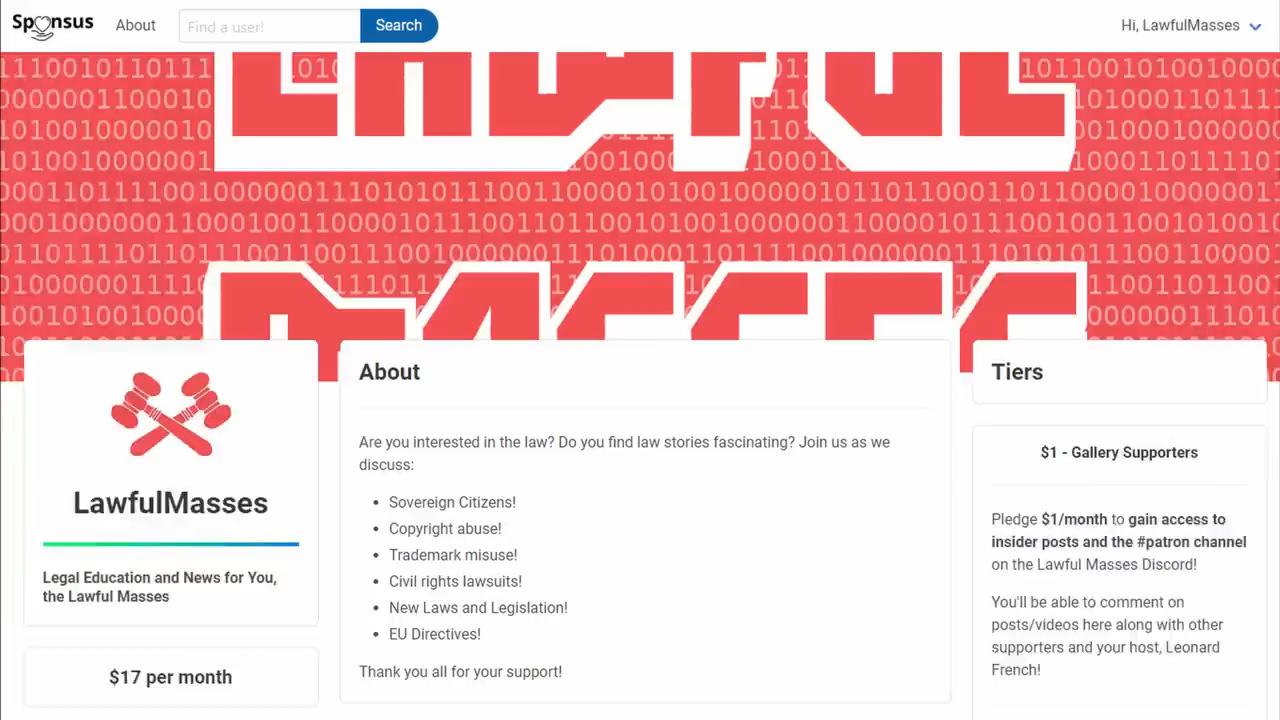 Sponsus
About
Find a user!
Search
Hi, LawfulMasses
LAWFUL
MASSES
LawfulMasses
Legal Education and News for You,
the Lawful Masses
$17 per month
About
Are you interested in the law? Do you find law stories fascinating? Join us as we
discuss:
Sovereign Citizens!
Copyright abuse!
Trademark misuse!
Civil rights lawsuits!
New Laws and Legislation!
EU Directives!
Thank you all for your support!
Tiers
$1 - Gallery Supporters
Pledge $1/month to gain access to
insider posts and the #patron channel
on the Lawful Masses Discord!
You'll be able to comment on
posts/videos here along with other
supporters and your host, Leonard
French!